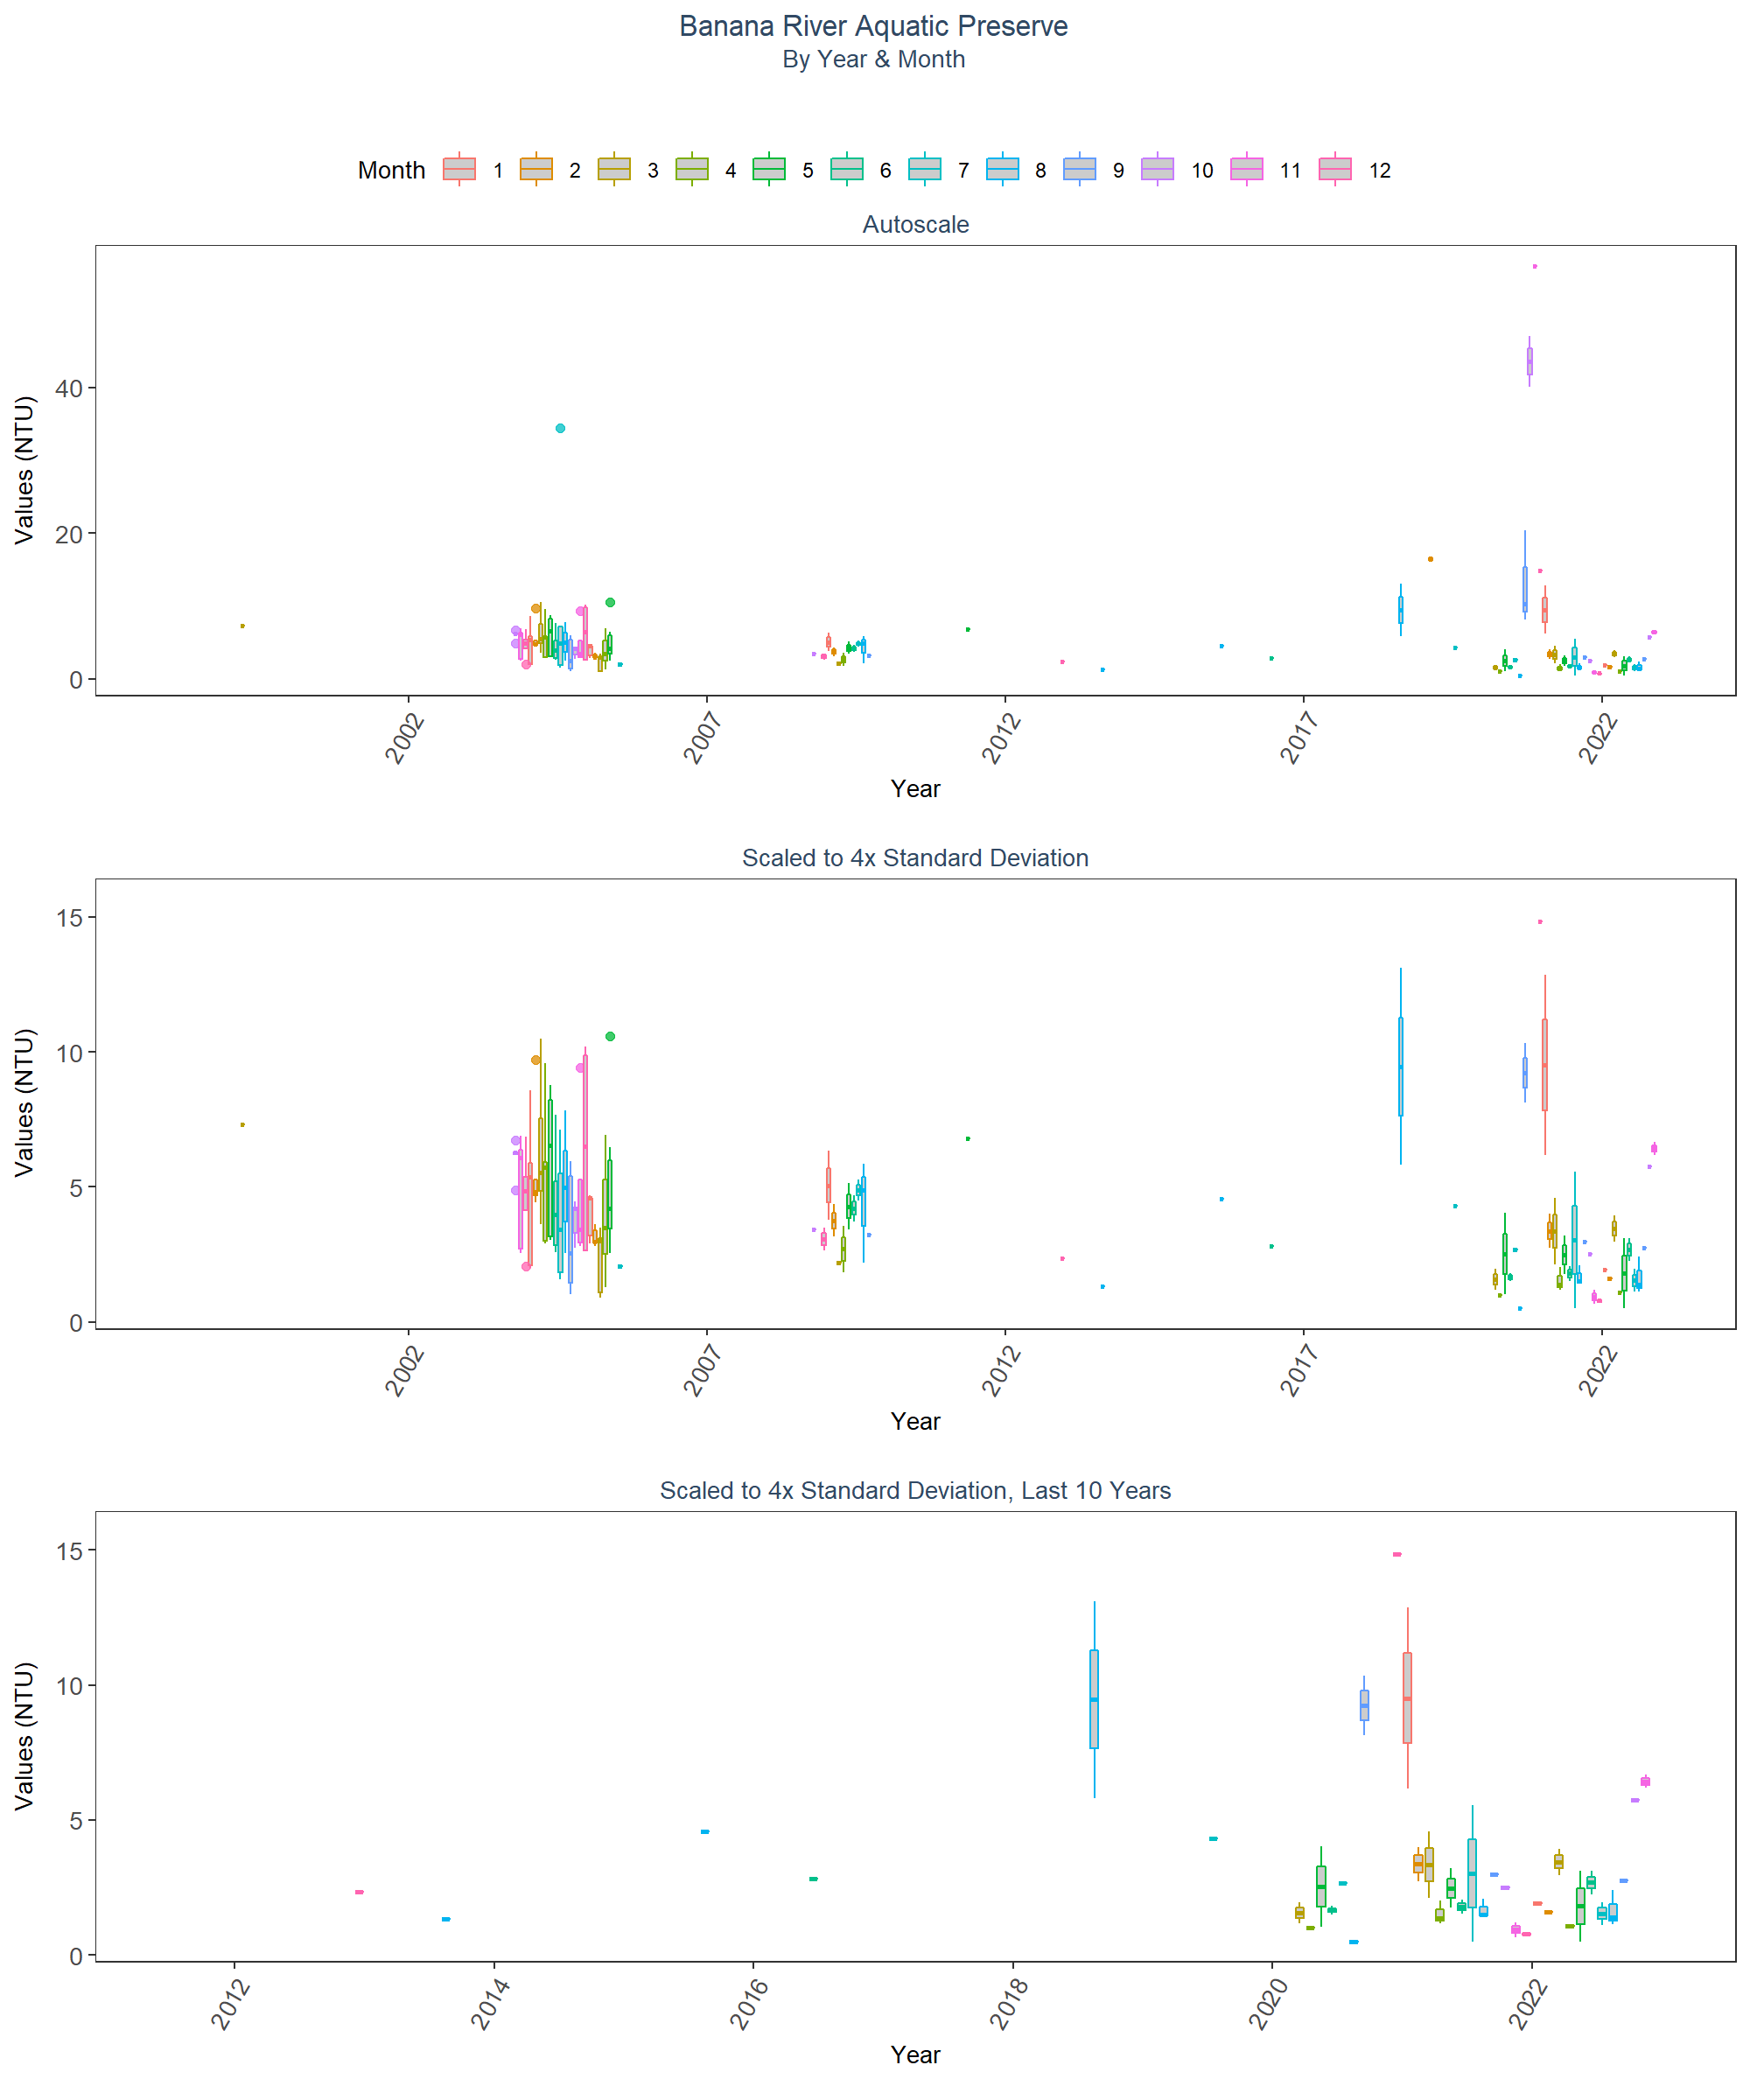 Banana River Aquatic Preserve
By Year & Month
Month 1 2 3 4 5 6 7 8 9 10 11 12
Autoscale
Values (NTU)
40
20
0
2002 2007 2012 2017 2022
Year
Scaled to 4x Standard Deviation
Values (NTU)
15
10
5
0
2002 2007 2012 2017 2022
Year
Scaled to 4x Standard Deviation, Last 10 Years
Values (NTU)
15
10
5
0
2012 2014 2016 2018 2020 2022
Year